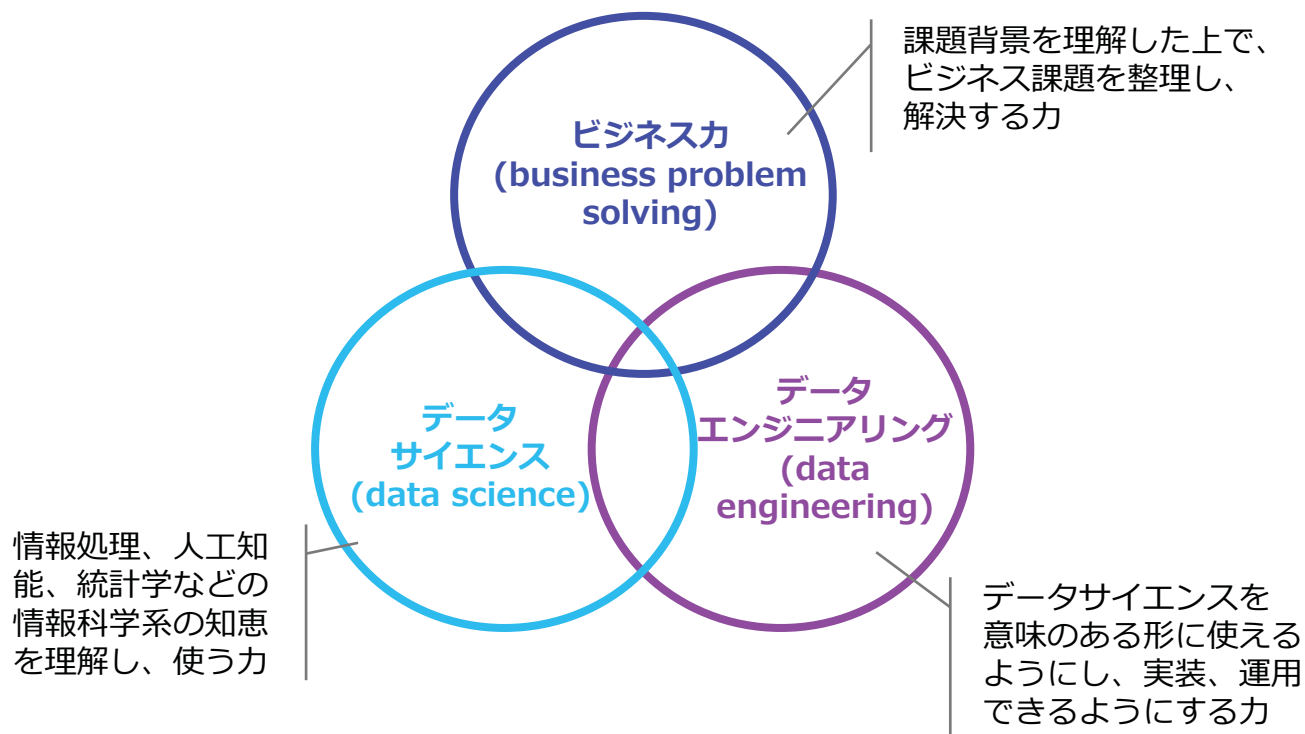 課題背景を理解した上で、
ビジネス課題を整理し、
解決する力
ビジネス力
(business problem
solving)
データ
サイエンス
(data science)
データ
エンジニアリング
(data
engineering)
情報処理、人工知
能、統計学などの
情報科学系の知恵
を理解し、使う力
データサイエンスを
意味のある形に使える
ようにし、実装、運用
できるようにする力